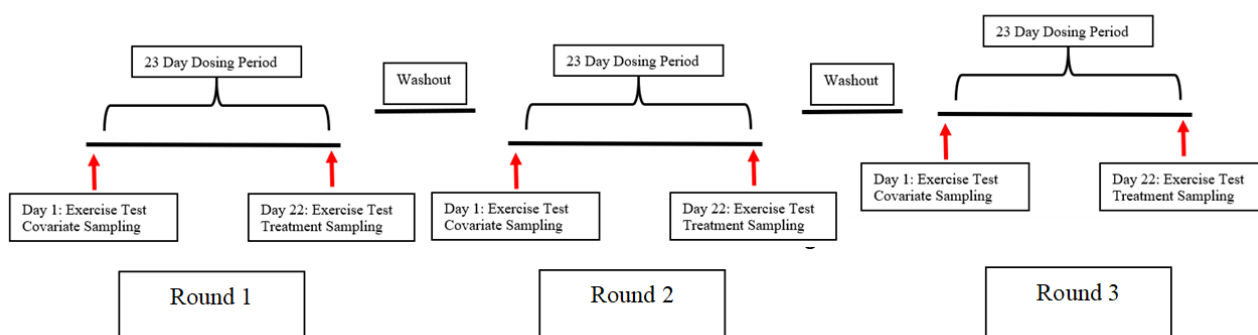 23 Day Dosing Period
Washout
23 Day Dosing Period
Washout
23 Day Dosing Period
Day 1: Exercise Test
Covariate Sampling
Day 22: Exercise Test
Treatment Sampling
Day 1: Exercise Test
Covariate Sampling
Day 22: Exercise Test
Treatment Sampling
Day 1: Exercise Test
Covariate Sampling
Day 22: Exercise Test
Treatment Sampling
Round 1
Round 2
Round 3